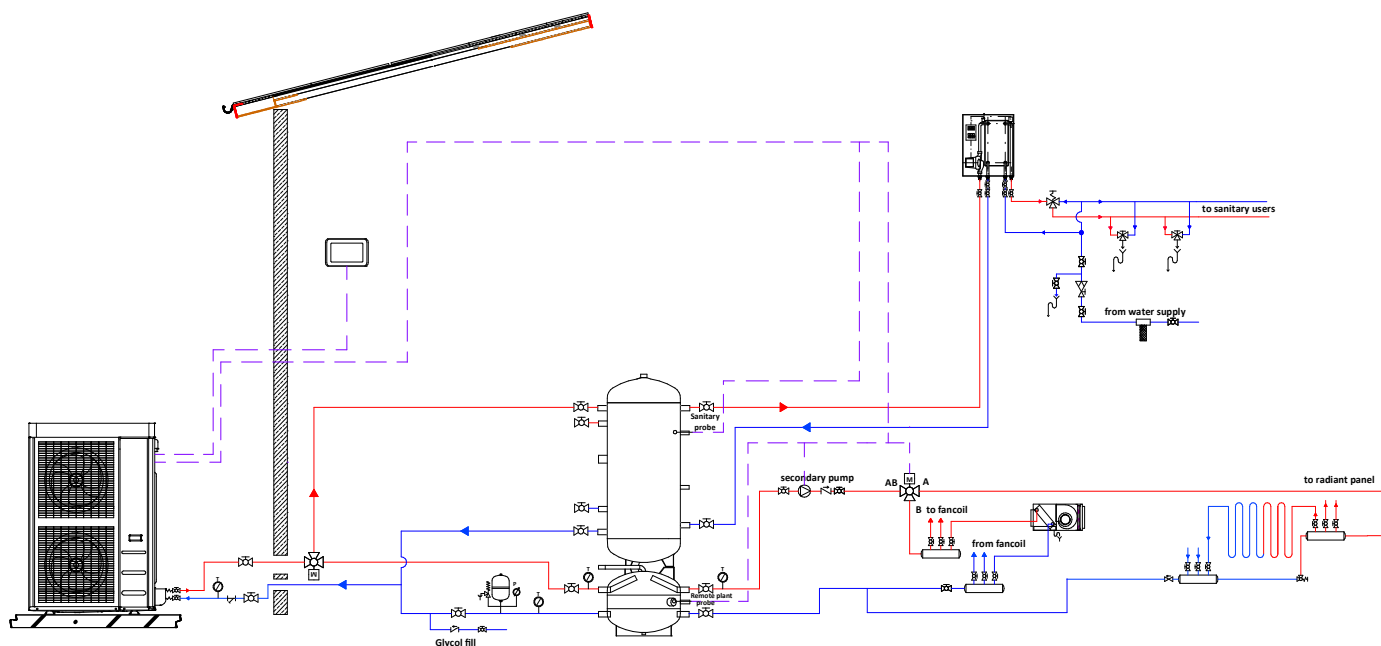 to sanitary users
from water supply
Sanitary
probe
secondary pump
M
AB
A
to radiant panel
B to fancoil
from fancoil
T
M
T
T
P
T
T
Remote plant
probe
Glycol fill